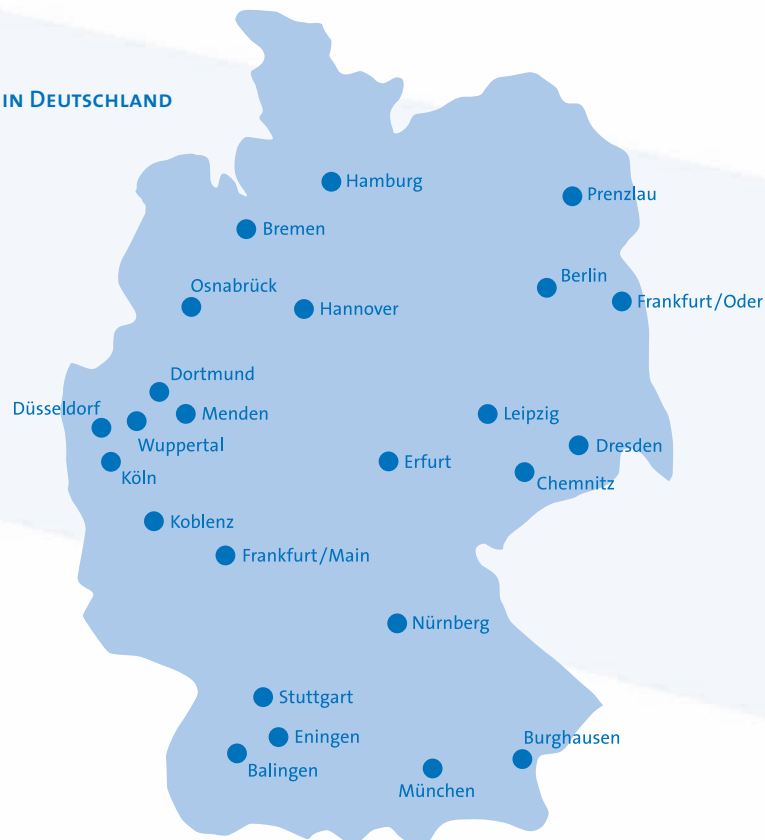 IN DEUTSCHLAND
Hamburg
Prenzlau
Bremen
Berlin
Osnabrück
Frankfurt/Oder
Hannover
Dortmund
Düsseldorf
Menden
Leipzig
Wuppertal
Dresden
Erfurt
Köln
Chemnitz
Koblenz
Frankfurt/Main
Nürnberg
Stuttgart
Eningen
Burghausen
Balingen
München